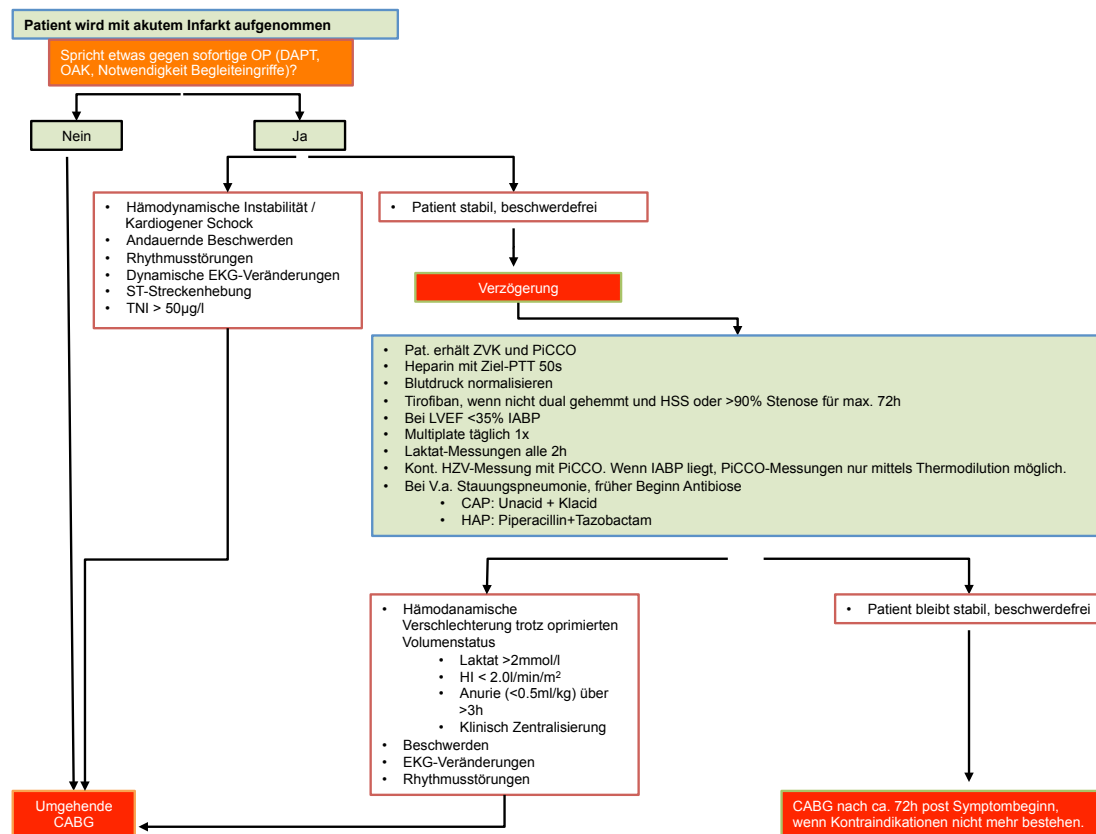 Patient wird mit akutem Infarkt aufgenommen
Spricht etwas gegen sofortige OP (DAPT,
OAK, Notwendigkeit Begleiteingriffe)?
Nein
Ja
• Hämodynamische Instabilität /
Kardiogener Schock
• Andauernde Beschwerden
• Rhythmusstörungen
• Dynamische EKG-Veränderungen
• ST-Streckenhebung
• TNI > 50µg/l
• Patient stabil, beschwerdefrei
Verzögerung
• Pat. erhält ZVK und PiCCO
• Heparin mit Ziel-PTT 50s
• Blutdruck normalisieren
• Tirofiban, wenn nicht dual gehemmt und HSS oder >90% Stenose für max. 72h
• Bei LVEF <35% IABP
• Multiplate täglich 1x
• Laktat-Messungen alle 2h
• Kont. HZV-Messung mit PiCCO. Wenn IABP liegt, PiCCO-Messungen nur mittels Thermodilution möglich.
• Bei V.a. Stauungspneumonie, früher Beginn Antibiose
• CAP: Unacid + Klacid
• HAP: Piperacillin+Tazobactam
• Hämodanamische
Verschlechterung trotz oprimierten
Volumenstatus
• Laktat >2mmol/l
• HI < 2.0l/min/m²
• Anurie (<0.5ml/kg) über
>3h
• Klinisch Zentralisierung
• Beschwerden
• EKG-Veränderungen
• Rhythmusstörungen
• Patient bleibt stabil, beschwerdefrei
Umgehende
CABG
CABG nach ca. 72h post Symptombeginn,
wenn Kontraindikationen nicht mehr bestehen.